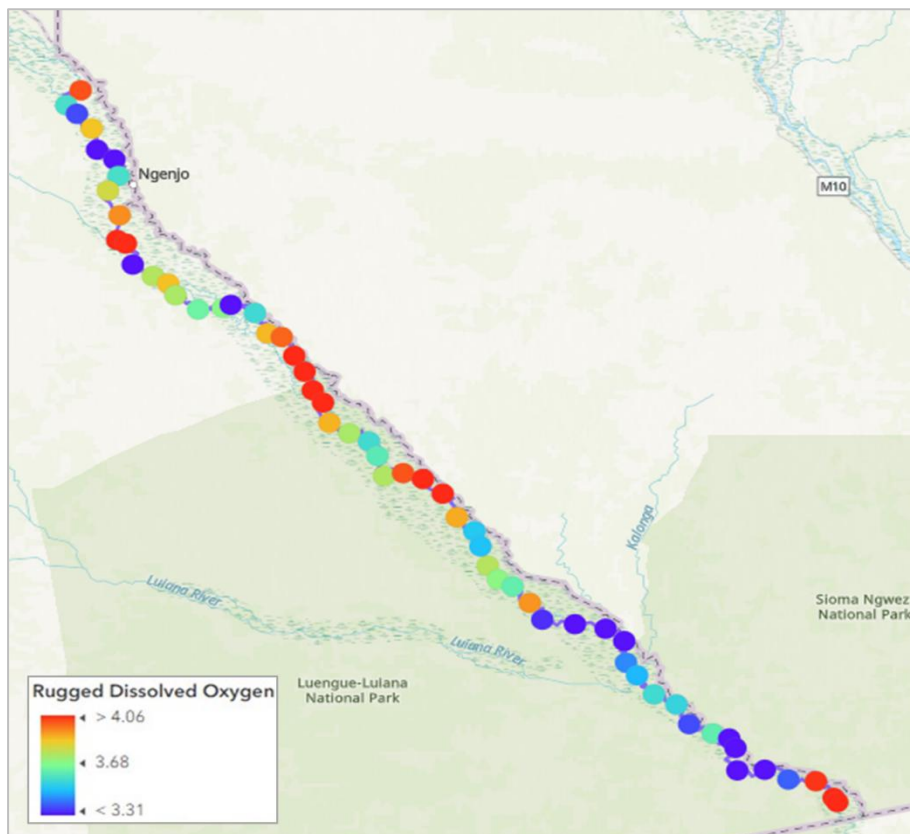 Ngenjo
M10
Kalonga
Luiana River
Sioma Ngwez
National Park
Luiana River
Luengue-Luiana
National Park
Rugged Dissolved Oxygen
> 4.06
3.68
< 3.31